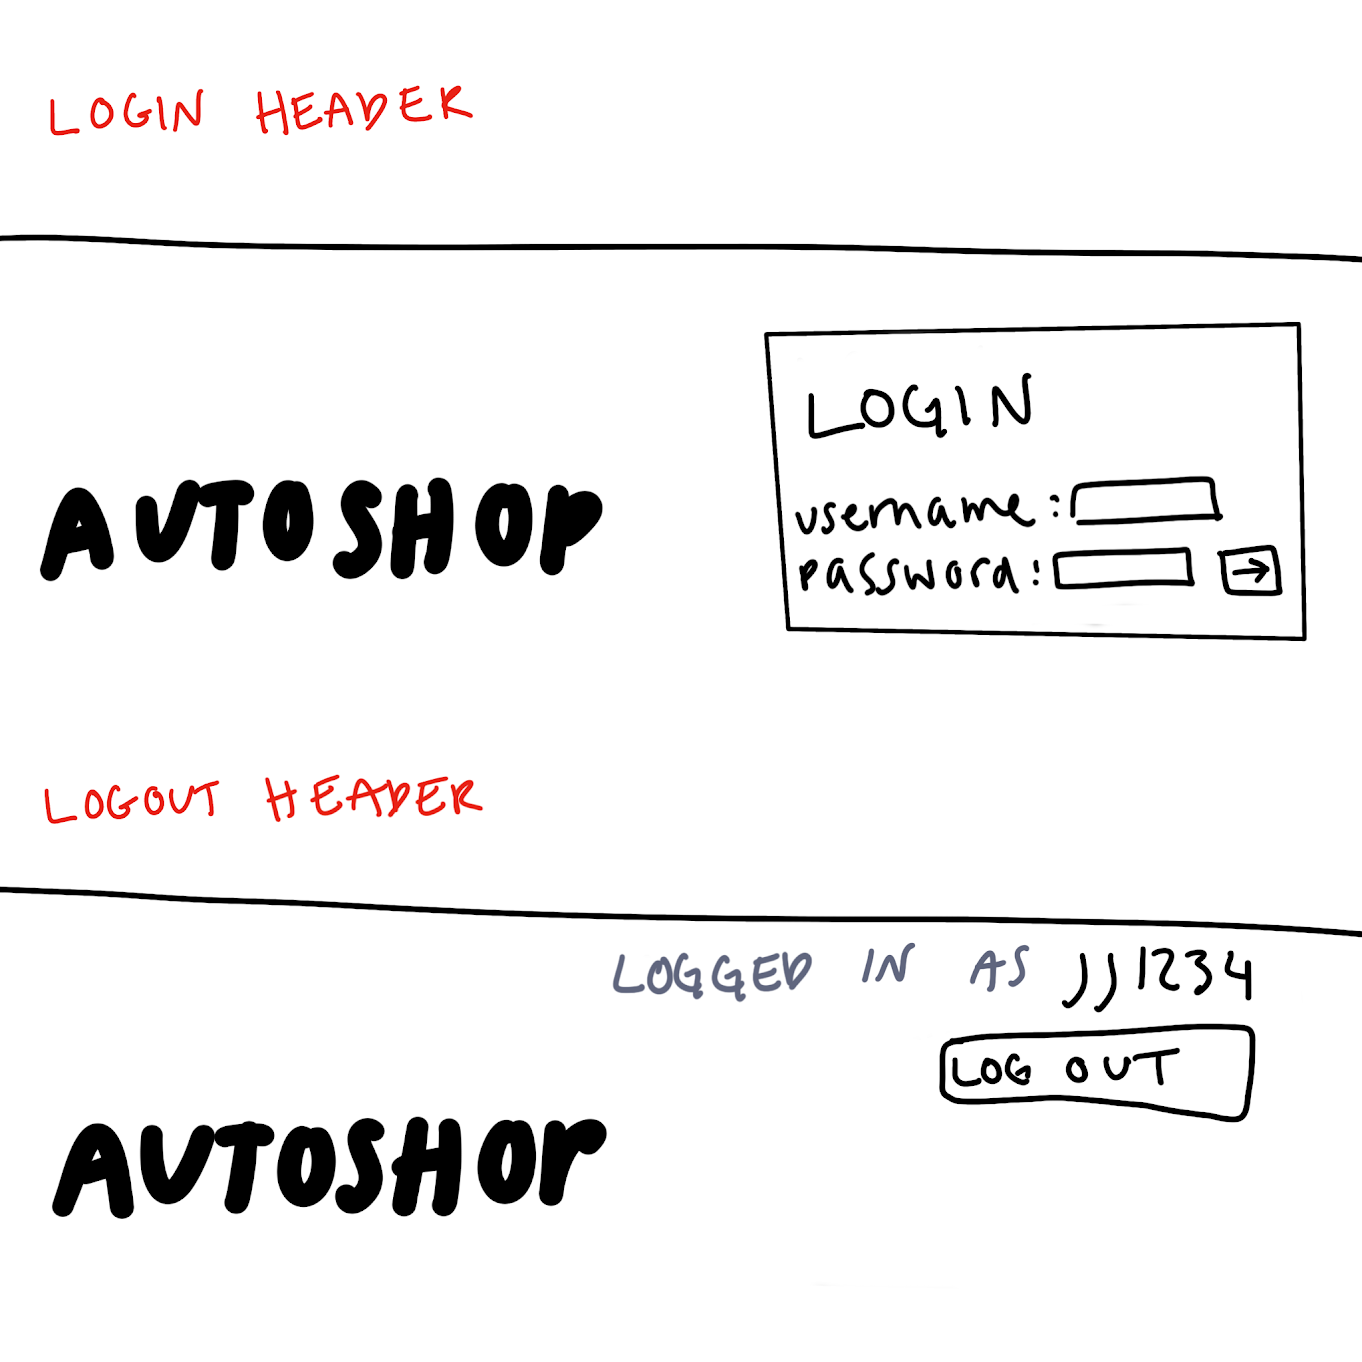 LOGIN HEADER
LOGIN
AUTOSHOP
username:
password:
→
LOGOUT HEADER
LOGGED IN AS jj1234
LOG OUT
AUTOSHOP